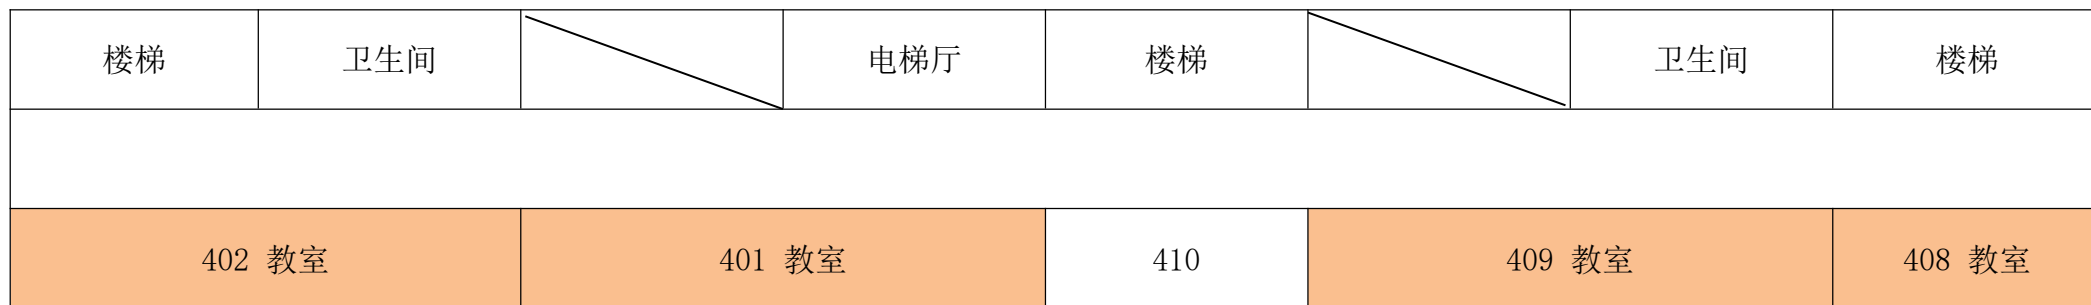 楼梯 卫生间 电梯厅 楼梯 卫生间 楼梯
402 教室 401 教室 410 409 教室 408 教室